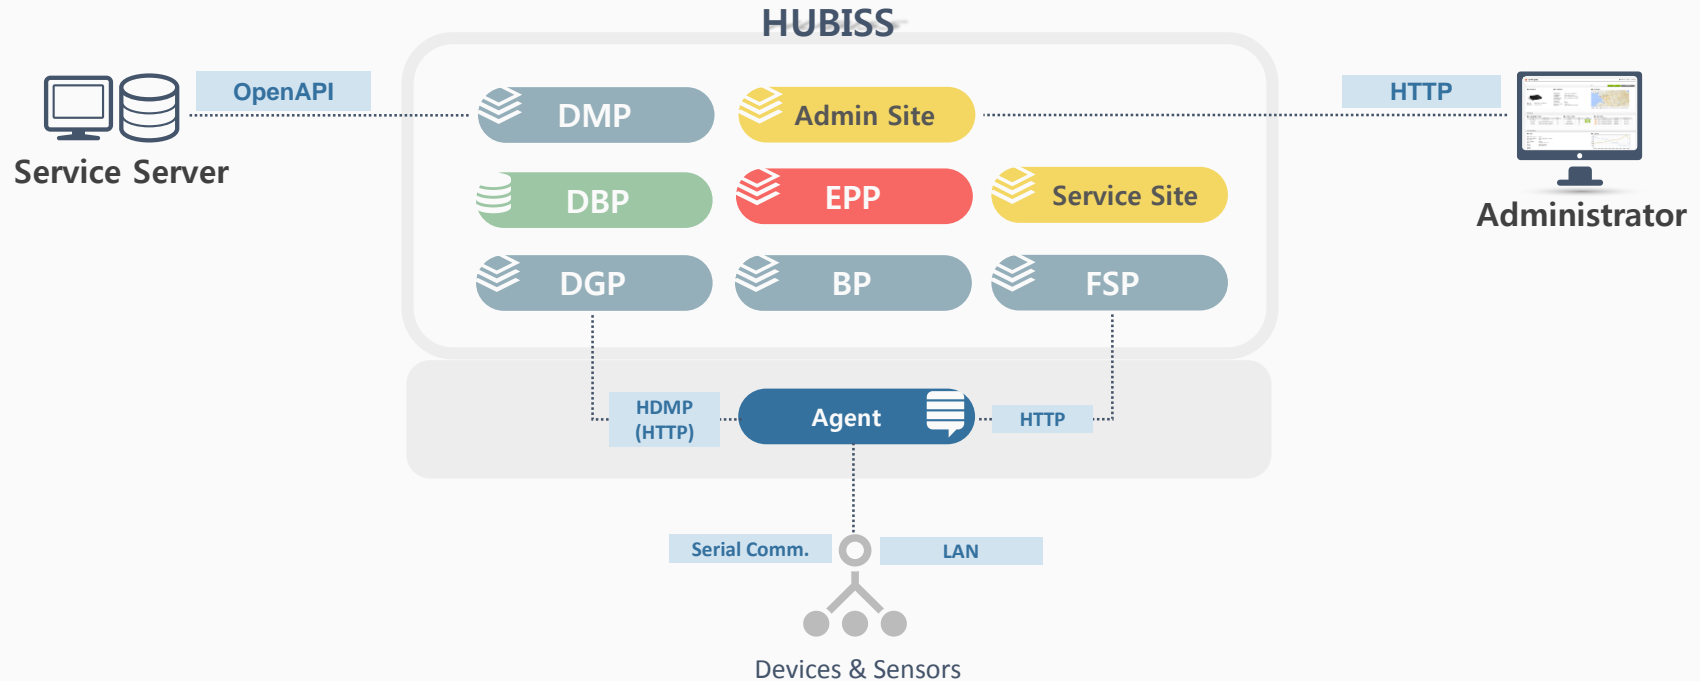 HUBISS
OpenAPI
HTTP
DMP
Admin Site
Service Server
DBP
EPP
Service Site
Administrator
DGP
BP
FSP
HDMP
(HTTP)
Agent
HTTP
Serial Comm.
LAN
Devices & Sensors